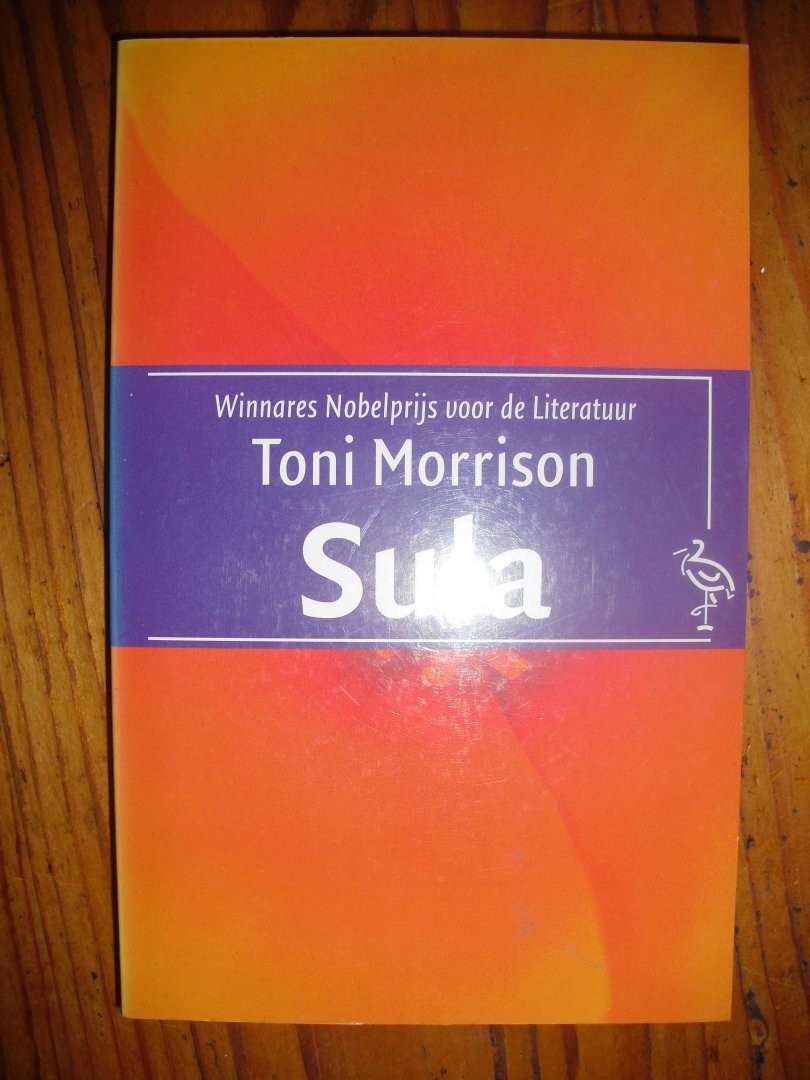 Winnares Nobelprijs voor de Literatuur
Toni Morrison
Sula